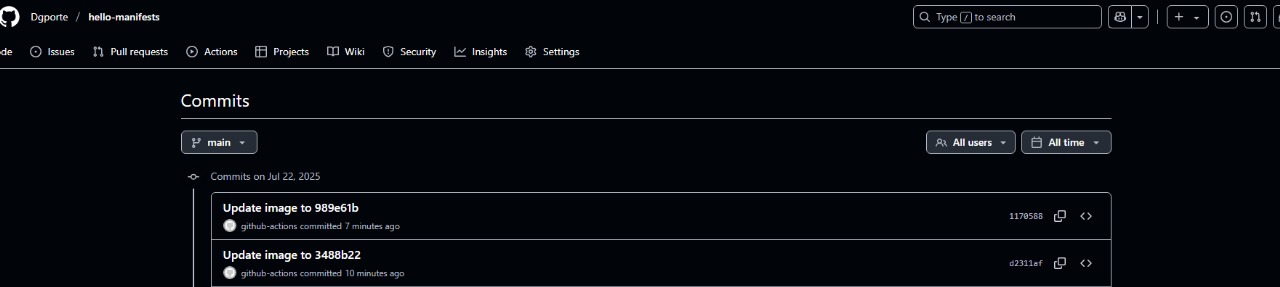 Dgporte / hello-manifests
Type / to search
ode Issues Pull requests Actions Projects Wiki Security Insights Settings
Commits
main
All users All time
Commits on Jul 22, 2025
Update image to 989e61b
1170588
github-actions committed 7 minutes ago
Update image to 3488b22
d2311af
github-actions committed 10 minutes ago